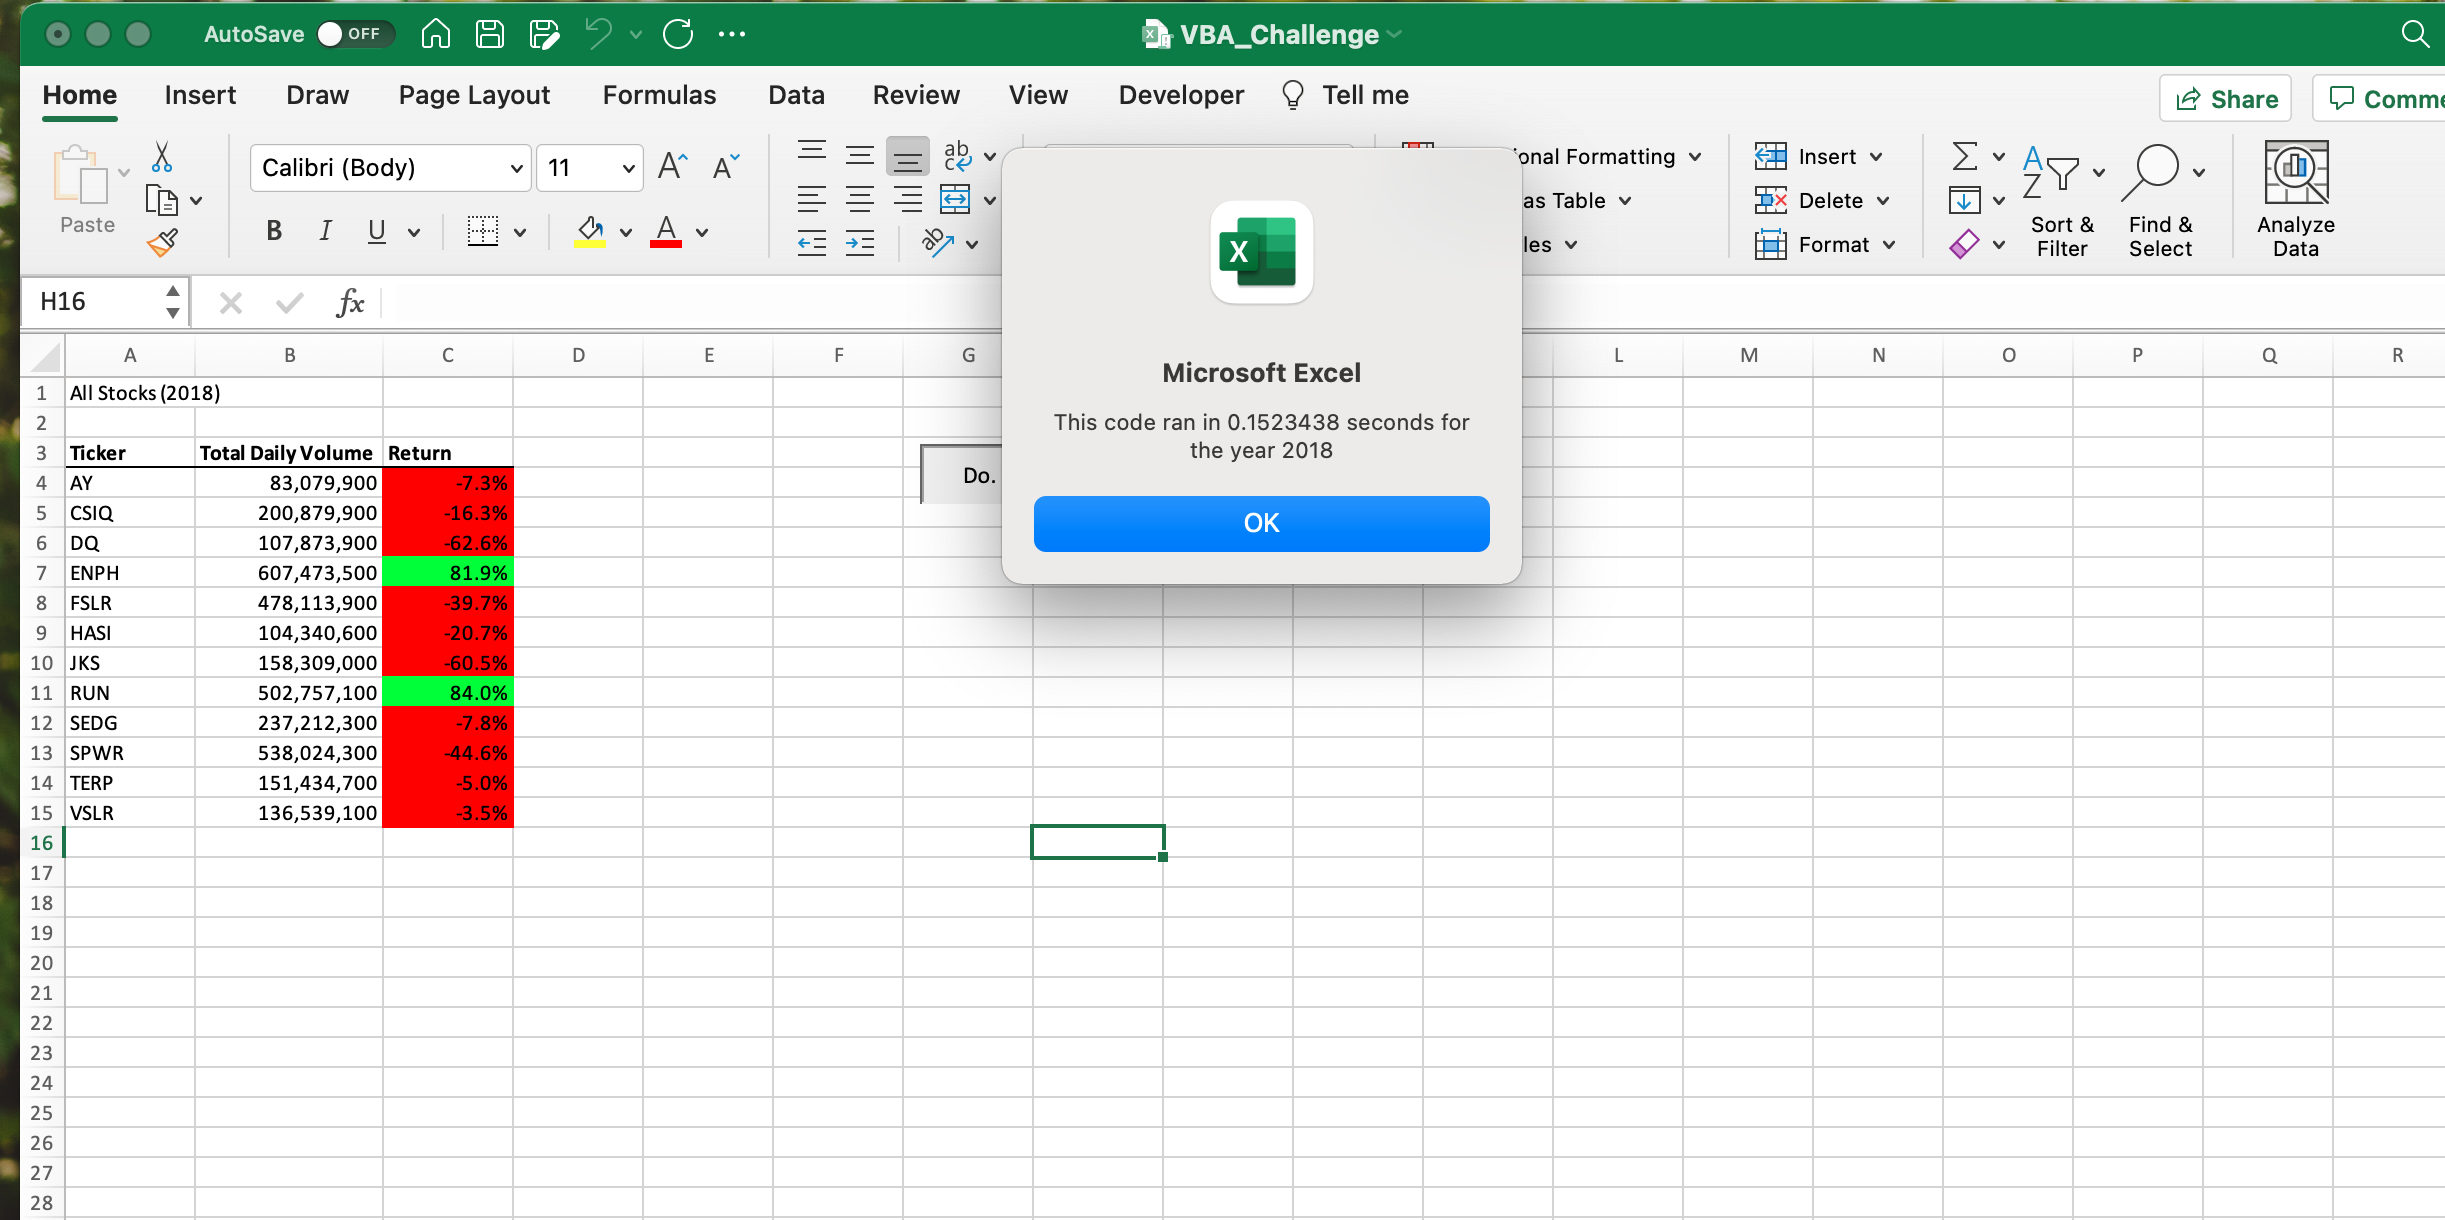 AutoSave OFF
VBA_Challenge
Home Insert Draw Page Layout Formulas Data Review View Developer Tell me
Share Comme
Paste
Calibri (Body) 11
B I U
ab
ional Formatting
as Table
les
Insert
Delete
Format
Sort & Filter
Find & Select
Analyze Data
H16
fx
A B C D E F G L M N O P Q R
1 All Stocks (2018)
2
3 Ticker Total Daily Volume Return
4 AY 83,079,900 -7.3%
5 CSIQ 200,879,900 -16.3%
6 DQ 107,873,900 -62.6%
7 ENPH 607,473,500 81.9%
8 FSLR 478,113,900 -39.7%
9 HASI 104,340,600 -20.7%
10 JKS 158,309,000 -60.5%
11 RUN 502,757,100 84.0%
12 SEDG 237,212,300 -7.8%
13 SPWR 538,024,300 -44.6%
14 TERP 151,434,700 -5.0%
15 VSLR 136,539,100 -3.5%
16
17
18
19
20
21
22
23
24
25
26
27
28
Do.
Microsoft Excel
This code ran in 0.1523438 seconds for
the year 2018
OK